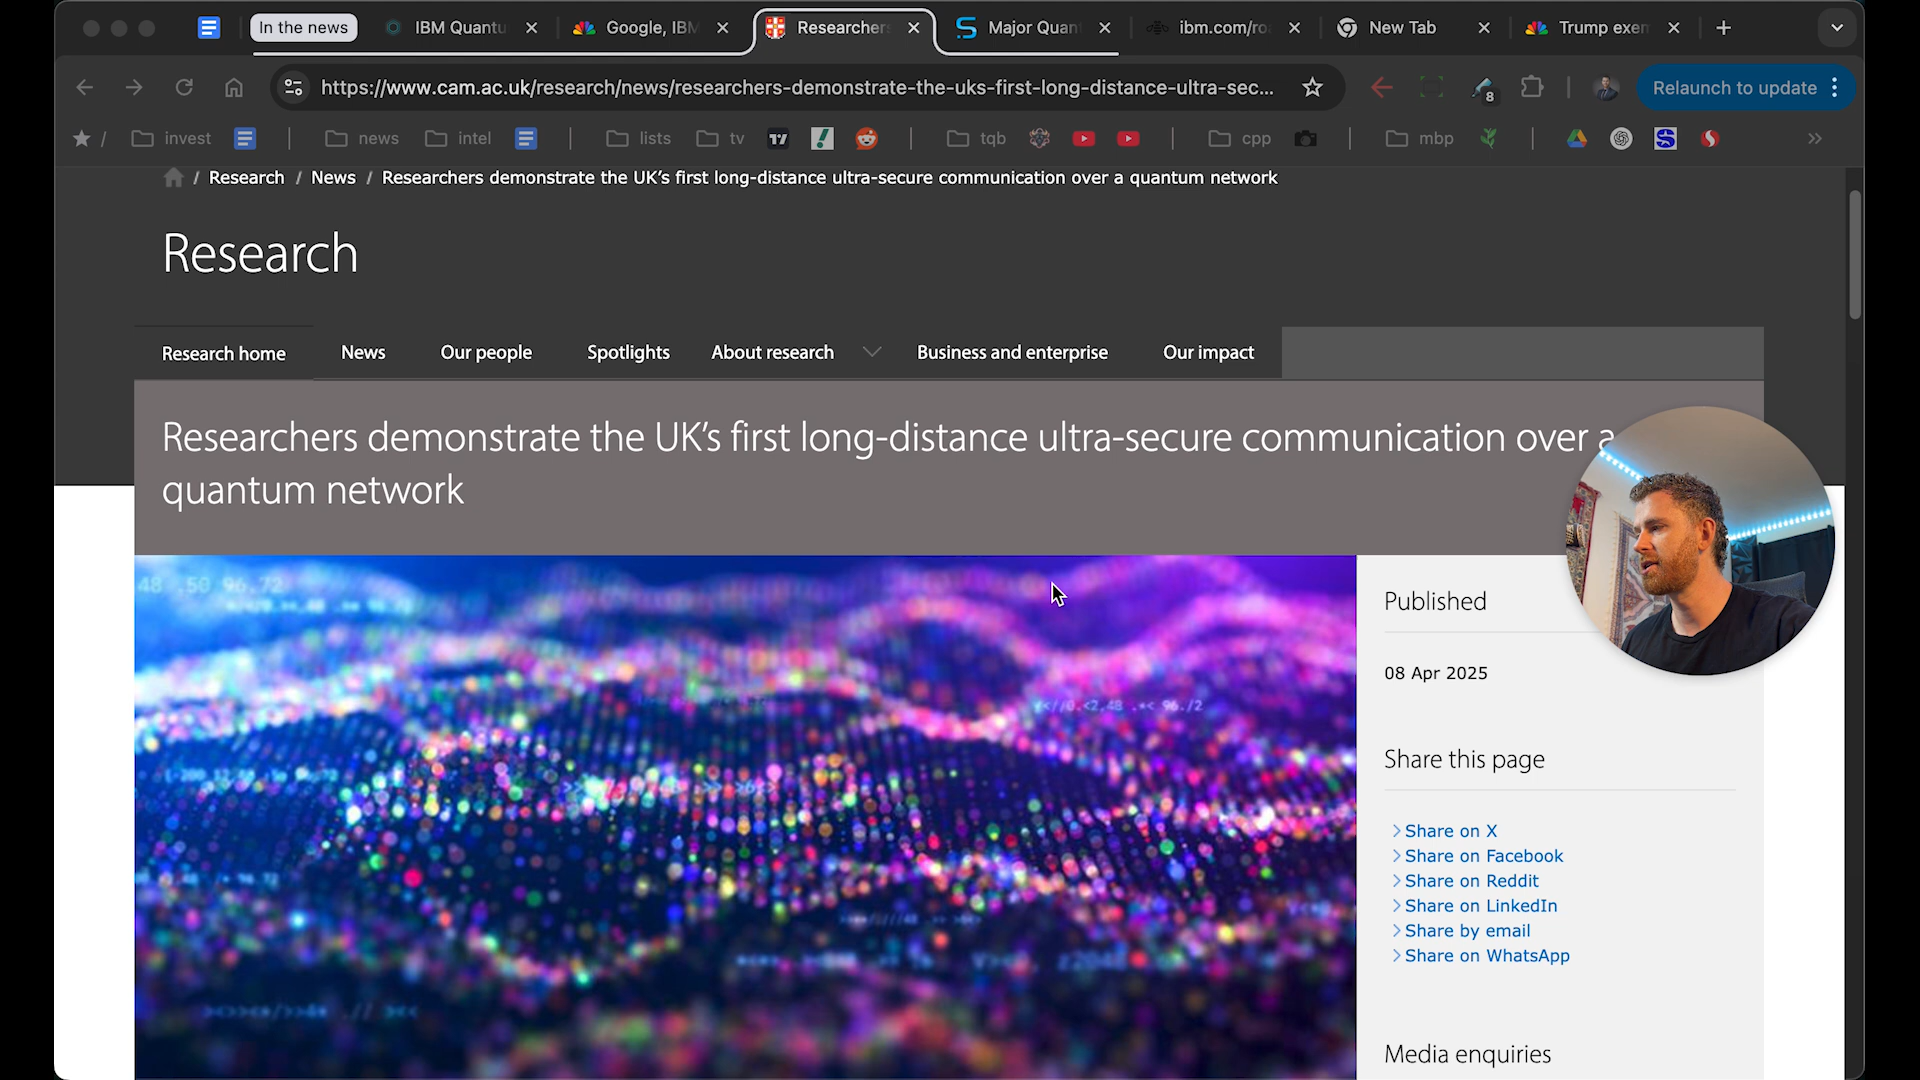 In the news
IBM Quantu
Google, IBM
Researcher
Major Quan
ibm.com/ro
New Tab
Trump exem
https://www.cam.ac.uk/research/news/researchers-demonstrate-the-uks-first-long-distance-ultra-sec...
8
Relaunch to update
/
invest
news
intel
lists
tv
tqb
cpp
mbp
»
/ Research / News / Researchers demonstrate the UK’s first long-distance ultra-secure communication over a quantum network
Research
Research home
News
Our people
Spotlights
About research
Business and enterprise
Our impact
Researchers demonstrate the UK’s first long-distance ultra-secure communication over a
quantum network
Published
08 Apr 2025
Share this page
Share on X
Share on Facebook
Share on Reddit
Share on LinkedIn
Share by email
Share on WhatsApp
Media enquiries